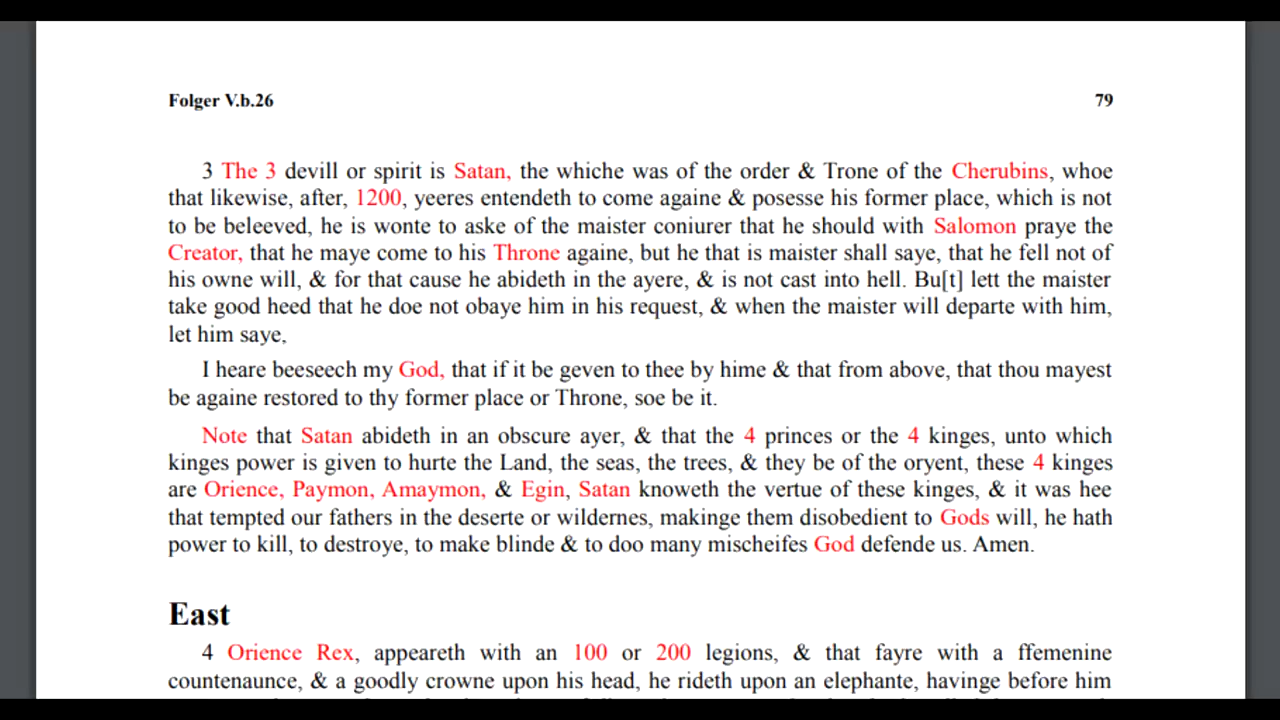 Folger V.b.26 79
3 The 3 devill or spirit is Satan, the whiche was of the order & Trone of the Cherubins, whoe
that likewise, after, 1200, yeeres entendeth to come againe & posesse his former place, which is not
to be beleeved, he is wonte to aske of the maister coniurer that he should with Salomon praye the
Creator, that he maye come to his Throne againe, but he that is maister shall saye, that he fell not of
his owne will, & for that cause he abideth in the ayere, & is not cast into hell. Bu[t] lett the maister
take good heed that he doe not obaye him in his request, & when the maister will departe with him,
let him saye,
I heare beeseech my God, that if it be geven to thee by hime & that from above, that thou mayest
be againe restored to thy former place or Throne, soe be it.
Note that Satan abideth in an obscure ayer, & that the 4 princes or the 4 kinges, unto which
kinges power is given to hurte the Land, the seas, the trees, & they be of the oryent, these 4 kinges
are Orience, Paymon, Amaymon, & Egin, Satan knoweth the vertue of these kinges, & it was hee
that tempted our fathers in the deserte or wildernes, makinge them disobedient to Gods will, he hath
power to kill, to destroye, to make blinde & to doo many mischeifes God defende us. Amen.
East
4 Orience Rex, appeareth with an 100 or 200 legions, & that fayre with a ffemenine
countenaunce, & a goodly crowne upon his head, he rideth upon an elephante, havinge before him